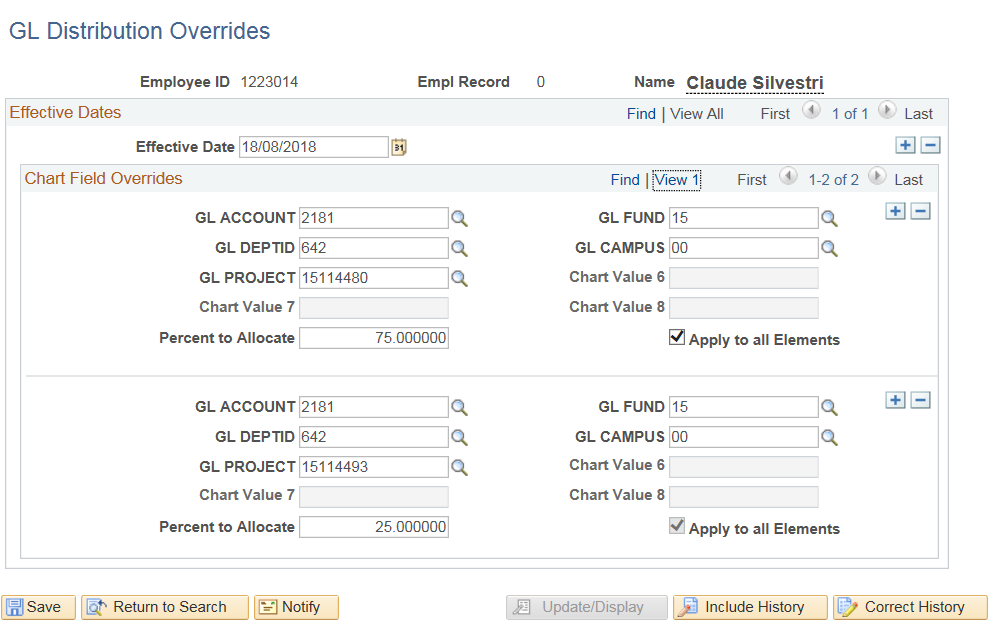 GL Distribution Overrides
Employee ID 1223014 Empl Record 0 Name Claude Silvestri
Effective Dates Find | View All First 1 of 1 Last
Effective Date 18/08/2018 31
Chart Field Overrides Find | View 1 First 1-2 of 2 Last
GL ACCOUNT 2181 GL FUND 15
GL DEPTID 642 GL CAMPUS 00
GL PROJECT 15114480 Chart Value 6
Chart Value 7 Chart Value 8
Percent to Allocate 75.000000 Apply to all Elements
GL ACCOUNT 2181 GL FUND 15
GL DEPTID 642 GL CAMPUS 00
GL PROJECT 15114493 Chart Value 6
Chart Value 7 Chart Value 8
Percent to Allocate 25.000000 Apply to all Elements
Save Return to Search Notify Update/Display Include History Correct History